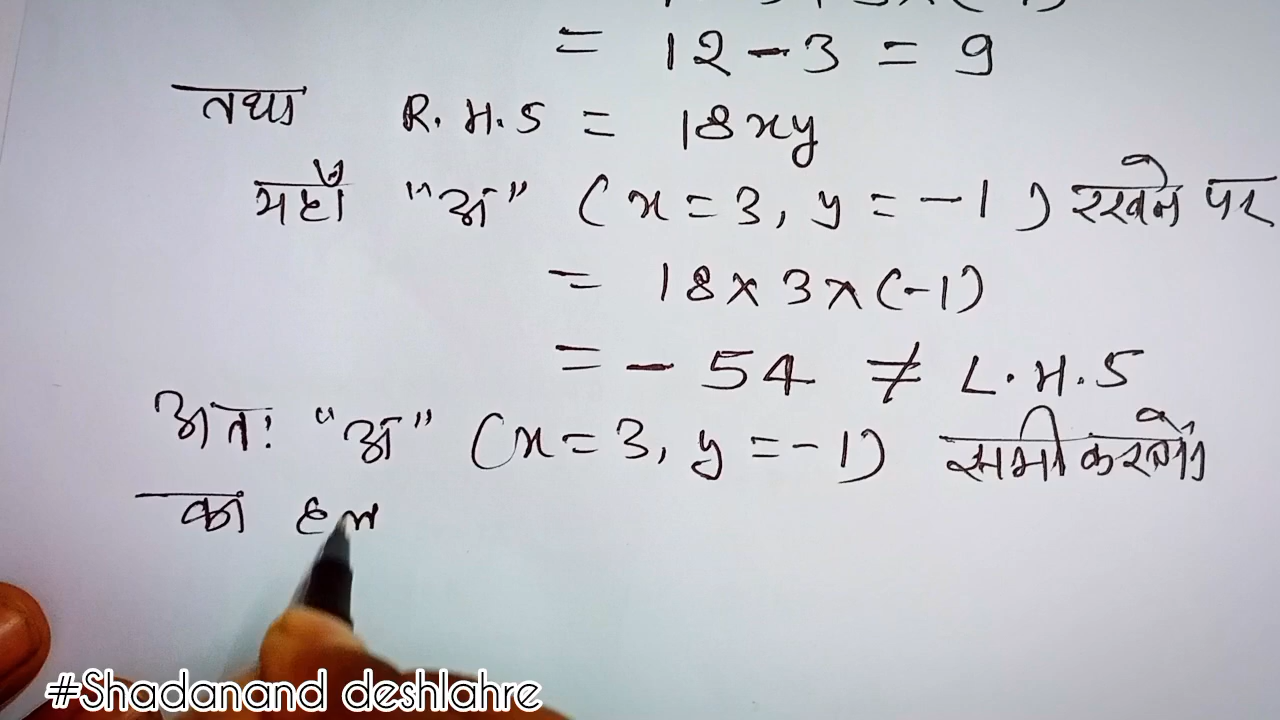 = 12 - 3 = 9
तथा R.H.S = 18xy
यहाँ "अ" (x = 3, y = -1) रखने पर
= 18 x 3 x (-1)
= - 54 ≠ L.H.S
अतः "अ" (x = 3, y = -1) समीकरणों
का हल
#Shadanand deshlahre